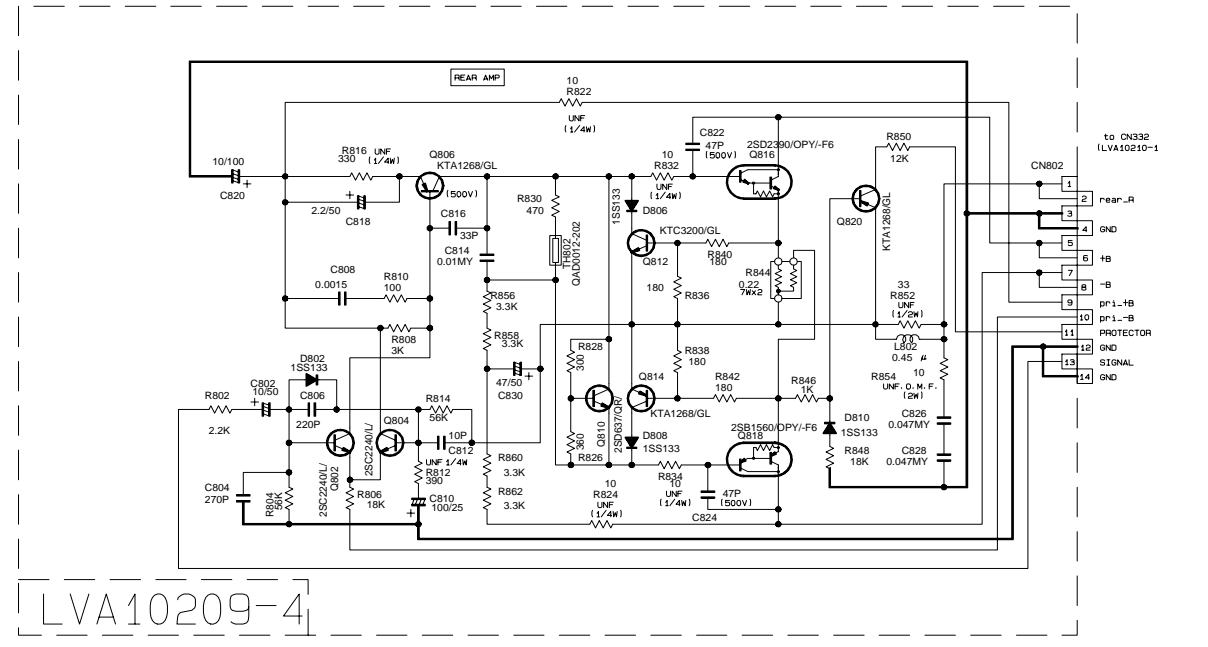 REAR AMP
10
R822
UNF
(1/4W)
to CN332
(LVA10210-1
CN802
1
2
rear_R
3
4
GND
5
6
+B
7
8
-B
9
pri_+B
10
pri_-B
11
PROTECTOR
12
GND
13
SIGNAL
14
GND
10/100
C820
+
R816 UNF
330 (1/4W)
2.2/50
+
C818
Q806
KTA1268/GL
(500V)
C816
33P
C814
0.01MY
R830
470
TH802
QAD0012-202
1SS133
D806
10
R832
UNF
(1/4W)
C822
47P
(500V)
2SD2390/OPY/-F6
Q816
R850
12K
Q820
KTA1268/GL
KTC3200/GL
Q812
R840
180
180
R836
R844
0.22
7Wx2
33
R852
UNF
(1/2W)
L802
0.45 μ
C808
0.0015
R810
100
R808
3K
R856
3.3K
R858
3.3K
47/50
+
C830
R828
300
R838
180
Q814
KTA1268/GL
R842
180
R846
1K
R854
10
UNF.O.M.F.
(2W)
D802
1SS133
C802
10/50
+
C806
220P
R802
2.2K
R814
56K
Q804
2SC2240/L/
10P
C812
UNF 1/4W
R812
390
2SC2240/L/
Q802
C804
270P
R804
56K
R806
18K
C810
100/25
+
R860
3.3K
R862
3.3K
360
R826
Q810
2SD637/QR/
D808
1SS133
10
R824
UNF
(1/4W)
R834
10
UNF
(1/4W)
47P
(500V)
C824
2SB1560/OPY/-F6
Q818
D810
1SS133
R848
18K
C826
0.047MY
C828
0.047MY
LVA10209-4